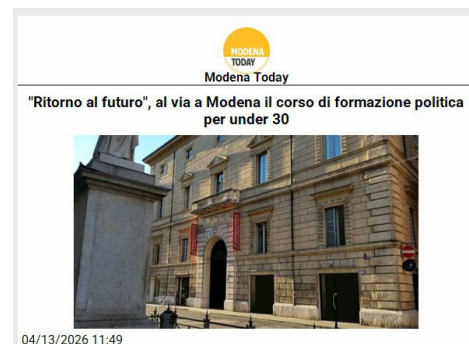 MODENA
TODAY
Modena Today
"Ritorno al futuro", al via a Modena il corso di formazione politica
per under 30
04/13/2026 11:49